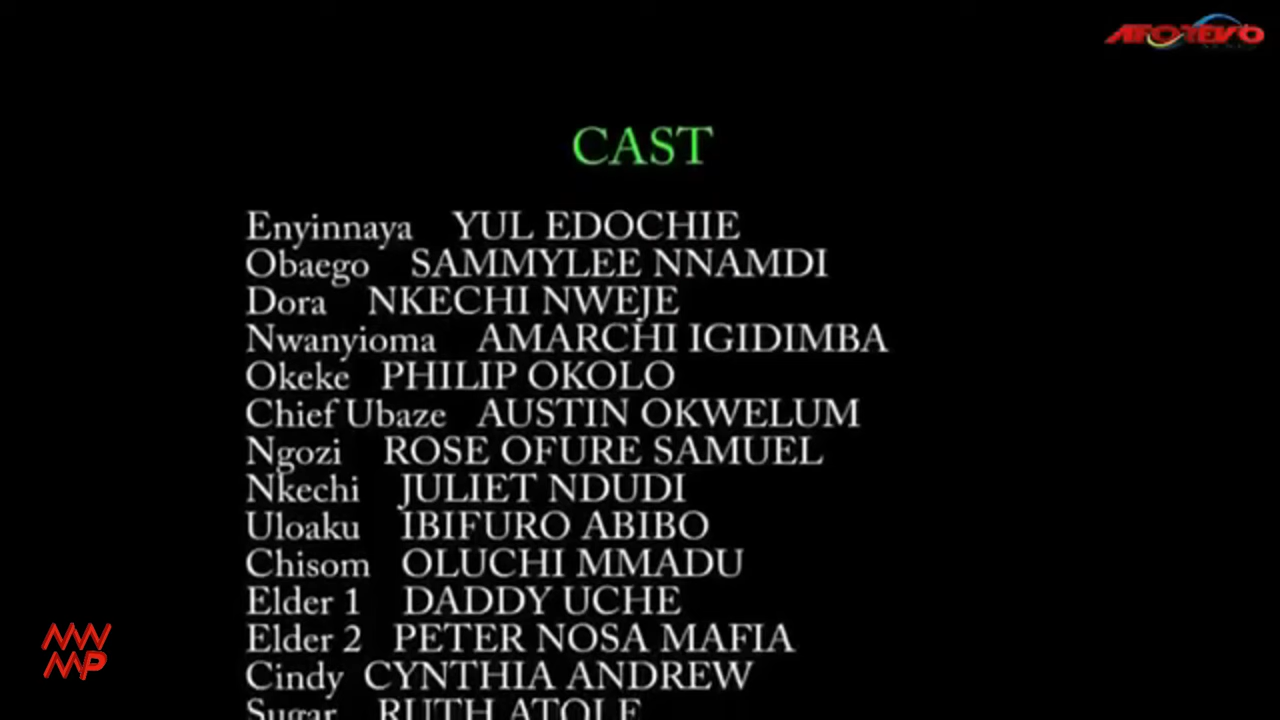 AFOREVO
CAST
Enyinnaya YUL EDOCHIE
Obaego SAMMYLEE NNAMDI
Dora NKECHI NWEJE
Nwanyioma AMARCHI IGIDIMBA
Okeke PHILIP OKOLO
Chief Ubaze AUSTIN OKWELUM
Ngozi ROSE OFURE SAMUEL
Nkechi JULIET NDUDI
Uloaku IBIFURO ABIBO
Chisom OLUCHI MMADU
Elder 1 DADDY UCHE
Elder 2 PETER NOSA MAFIA
Cindy CYNTHIA ANDREW
Sugar RUTH ATOLE